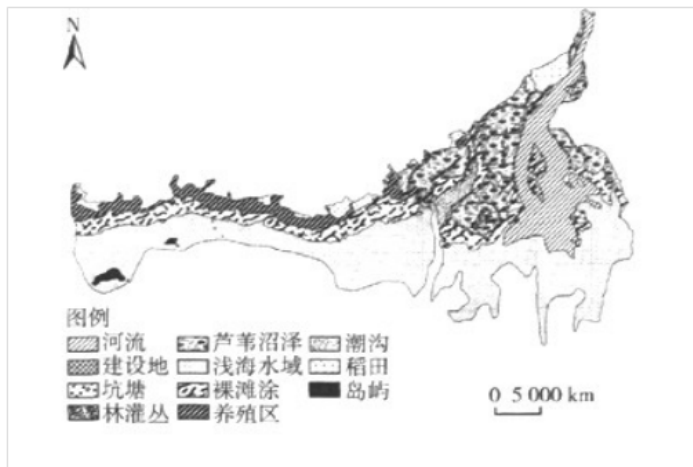 N
图例
河流 芦苇沼泽 潮沟
建设地 浅海水域 稻田
坑塘 裸滩涂 岛屿
林灌丛 养殖区
0 5 000 km